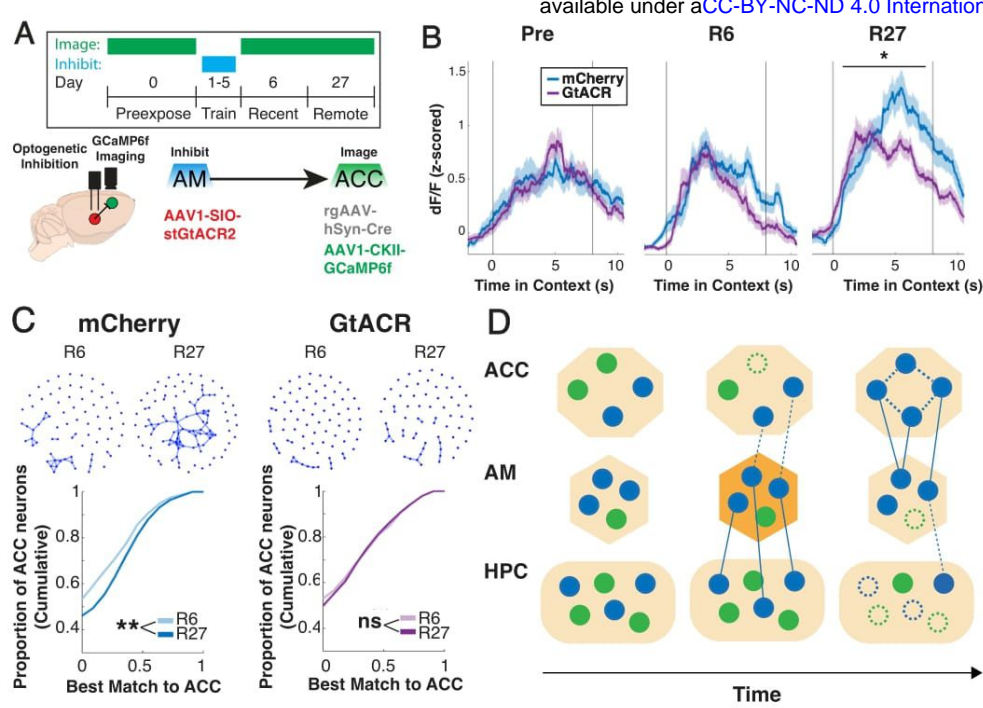 available under aCC-BY-NC-ND 4.0 Internation
A
Image:
Inhibit:
Day 0 1-5 6 27
Preexpose Train Recent Remote
Optogenetic
Inhibition
GCaMP6f
Imaging
Inhibit
AM
AAV1-SIO-
stGtACR2
Image
ACC
rgAAV-
hSyn-Cre
AAV1-CKII-
GCaMP6f
B
Pre R6 R27
mCherry
GtACR
*
dF/F (z-scored)
1.5
1
0.5
0
0 5 10 0 5 10 0 5 10
Time in Context (s) Time in Context (s) Time in Context (s)
C
mCherry GtACR
R6 R27 R6 R27
Proportion of ACC neurons
(Cumulative)
1
0.8
0.6
0.4
** R6
R27
0 0.5 1
Best Match to ACC
Proportion of ACC neurons
(Cumulative)
1
0.8
0.6
0.4
ns R6
R27
0 0.5 1
Best Match to ACC
D
ACC
AM
HPC
Time